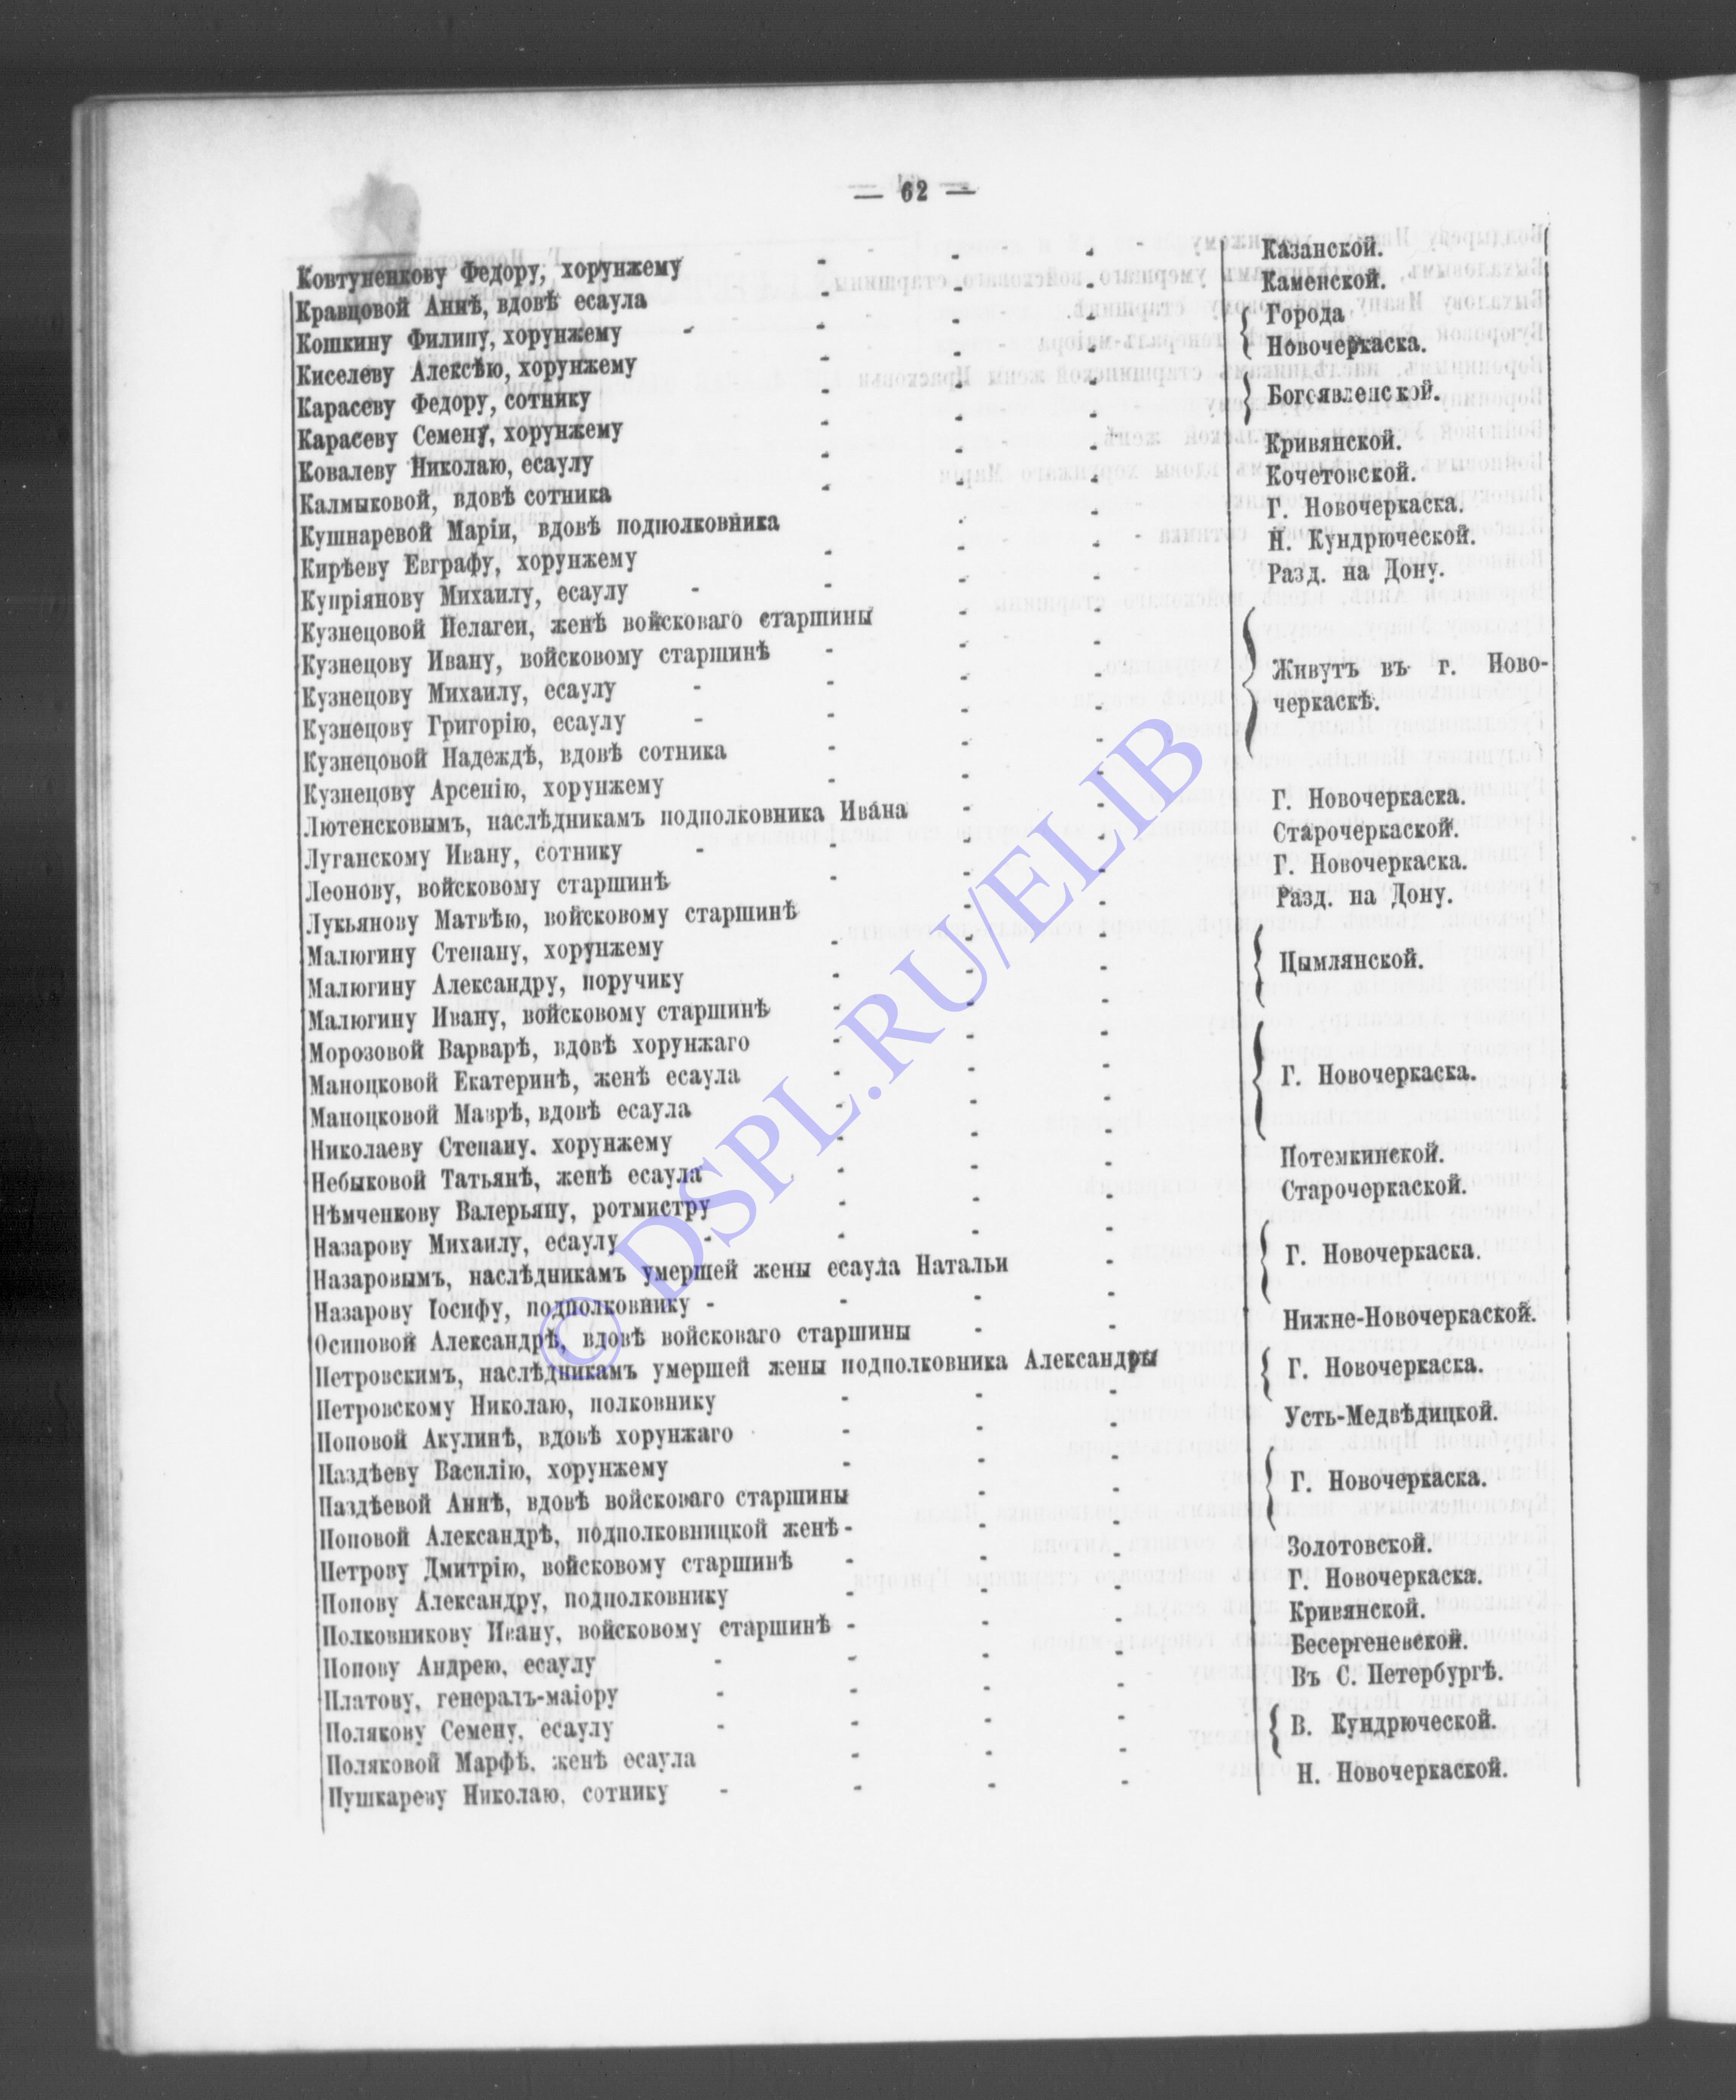 — 62 —
Ковтуненкову Федору, хорунжему - - - Казанской.
Кравцовой Аннѣ, вдовѣ есаула - - - Каменской.
Кошкину Филипу, хорунжему - - - - Города
Киселеву Алексѣю, хорунжему - - - Новочеркаска.
Карасеву Федору, сотнику - - - Богоявленской.
Карасеву Семену, хорунжему - - -
Ковалеву Николаю, есаулу - - - Кривянской.
Калмыковой, вдовѣ сотника - - - Кочетовской.
Кушнаревой Маріи, вдовѣ подполковника - - Г. Новочеркаска.
Кирѣеву Евграфу, хорунжему - - - Н. Кундрюческой.
Купріянову Михаилу, есаулу - - - - Разд. на Дону.
Кузнецовой Пелагеи, женѣ войсковаго старшины - -
Кузнецову Ивану, войсковому старшинѣ - - -
Кузнецову Михаилу, есаулу - - - - Живутъ въ г. Ново-
Кузнецову Григорію, есаулу - - - - черкаскѣ.
Кузнецовой Надеждѣ, вдовѣ сотника - - -
Кузнецову Арсенію, хорунжему - - -
Лютенсковымъ, наслѣдникамъ подполковника Ивана - - Г. Новочеркаска.
Луганскому Ивану, сотнику - - - - Старочеркаской.
Леонову, войсковому старшинѣ - - - Г. Новочеркаска.
Лукьянову Матвѣю, войсковому старшинѣ - - Разд. на Дону.
Малюгину Степану, хорунжему - - -
Малюгину Александру, поручику - - - Цымлянской.
Малюгину Ивану, войсковому старшинѣ - - -
Морозовой Варварѣ, вдовѣ хорунжаго - - -
Маноцковой Екатеринѣ, женѣ есаула - - - Г. Новочеркаска.
Маноцковой Маврѣ, вдовѣ есаула - - -
Николаеву Степану. хорунжему - - -
Небыковой Татьянѣ, женѣ есаула - - - Потемкинской.
Нѣмченкову Валерьяну, ротмистру - - - Старочеркаской.
Назарову Михаилу, есаулу - - - -
Назаровымъ, наслѣдникамъ умершей жены есаула Натальи - Г. Новочеркаска.
Назарову Іосифу, подполковнику - - - -
Осиповой Александрѣ, вдовѣ войсковаго старшины - - Нижне-Новочеркаской.
Петровскимъ, наслѣдникамъ умершей жены подполковника Александры
Петровскому Николаю, полковнику - - - Г. Новочеркаска.
Поповой Акулинѣ, вдовѣ хорунжаго - - - Усть-Медвѣдицкой.
Паздѣеву Василію, хорунжему - - -
Паздѣевой Аннѣ, вдовѣ войсковаго старшины - - Г. Новочеркаска.
Поповой Александрѣ, подполковницкой женѣ - - -
Петрову Дмитрію, войсковому старшинѣ - - - Золотовской.
Попову Александру, подполковнику - - - Г. Новочеркаска.
Полковникову Ивану, войсковому старшинѣ - - - Кривянской.
Попову Андрею, есаулу - - - - Бесергеневской.
Платову, генералъ-маіору - - - - Въ С. Петербургѣ.
Полякову Семену, есаулу - - - - В. Кундрюческой.
Поляковой Марфѣ, женѣ есаула - - -
Пушкареву Николаю, сотнику - - - - Н. Новочеркаской.
© DSPL.RU/ELIB